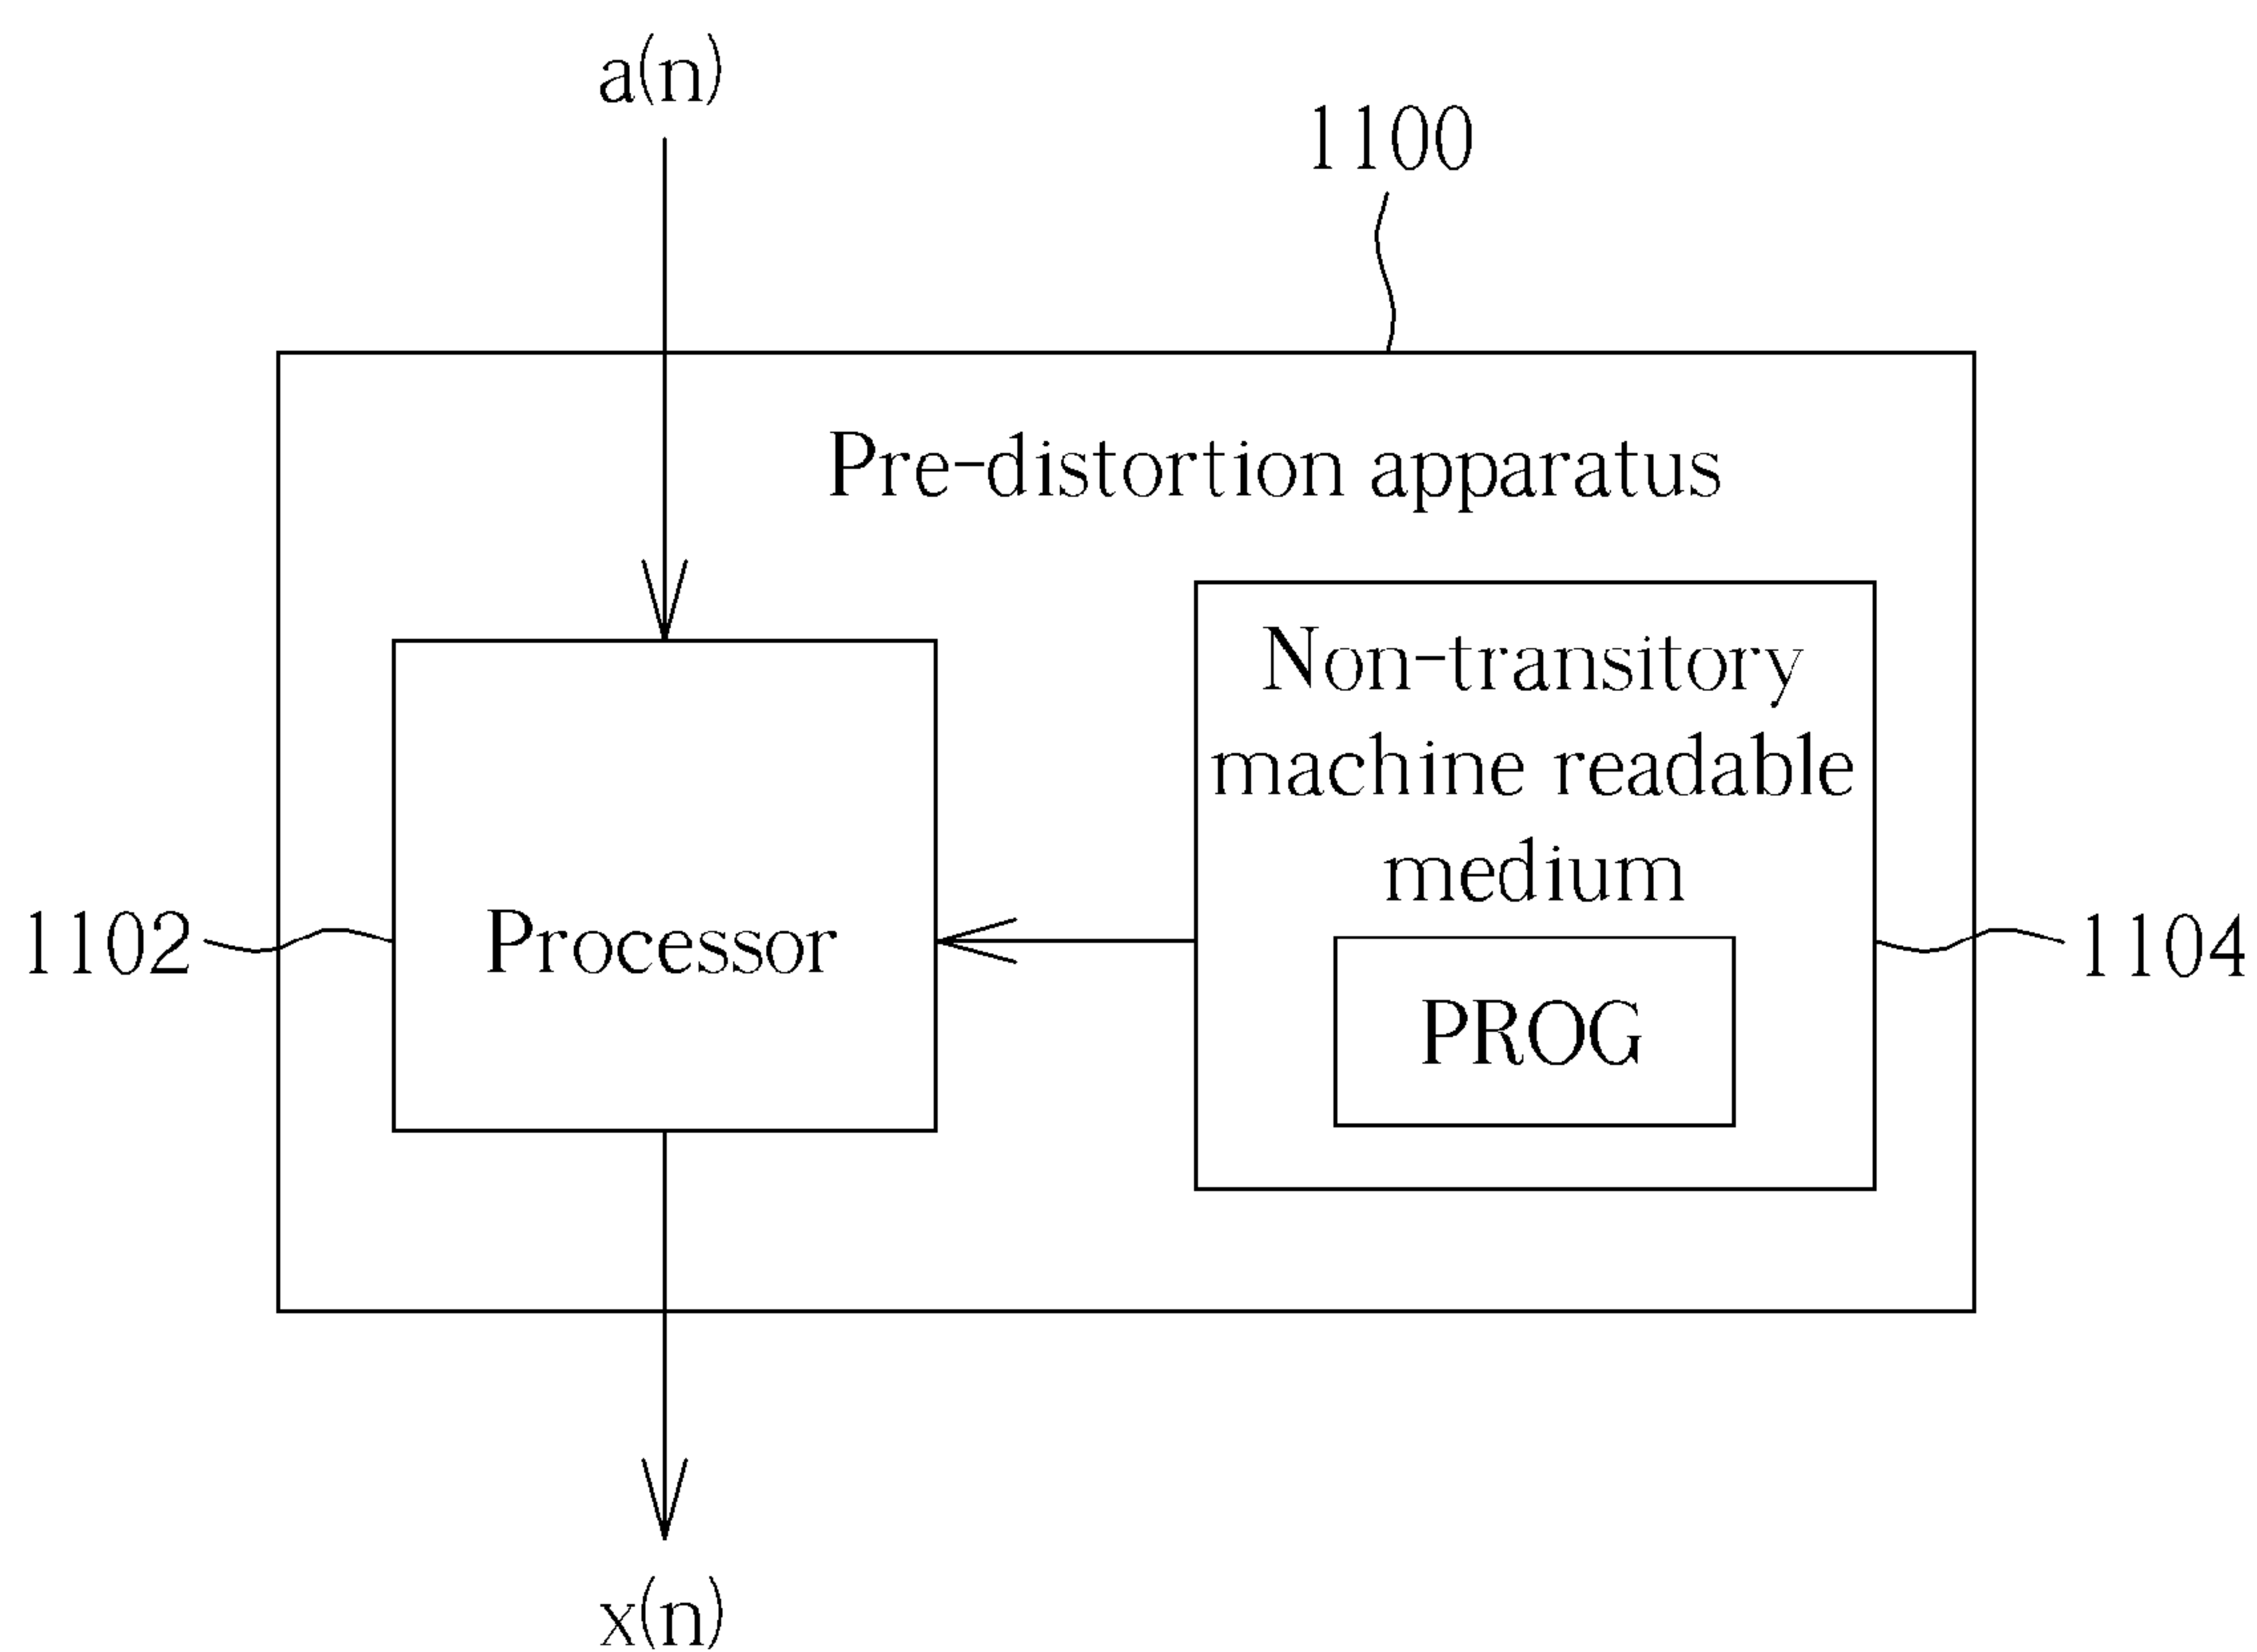 a(n)
1100
Pre-distortion apparatus
Non-transitory
machine readable
medium
1102
Processor
1104
PROG
x(n)